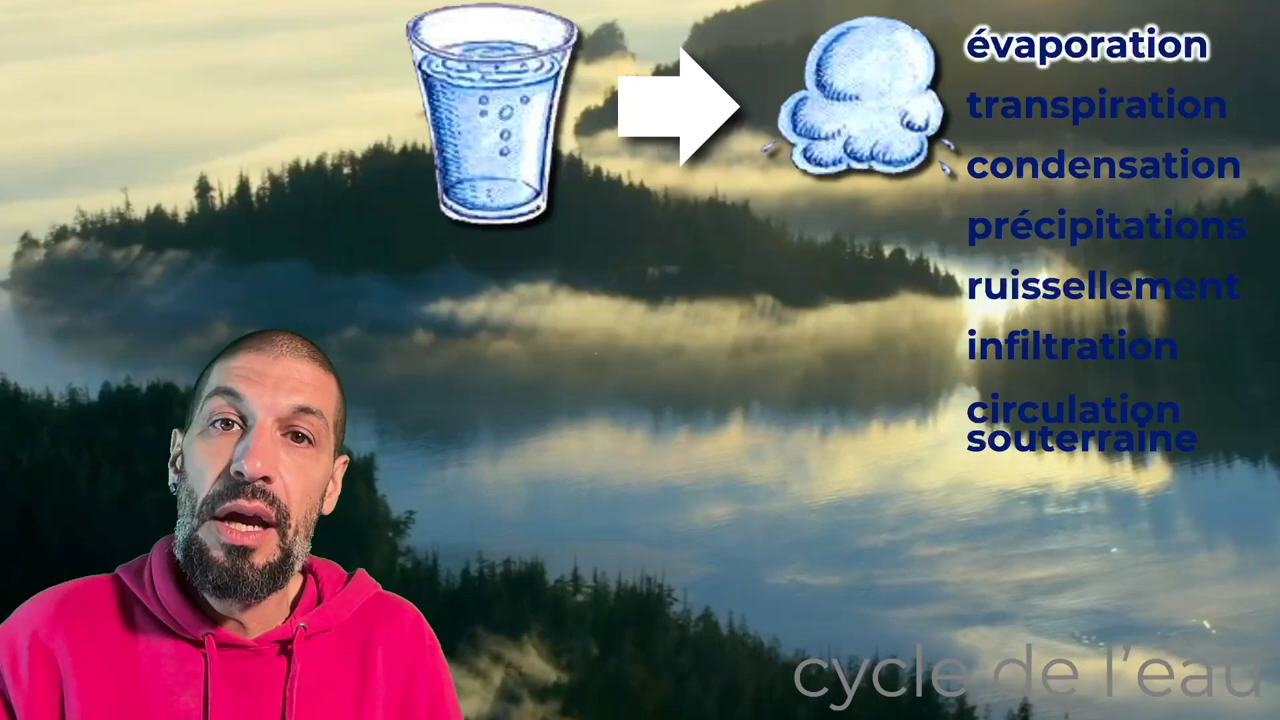 évaporation
transpiration
condensation
précipitations
ruissellement
infiltration
circulation
souterraine
cycle de l’eau